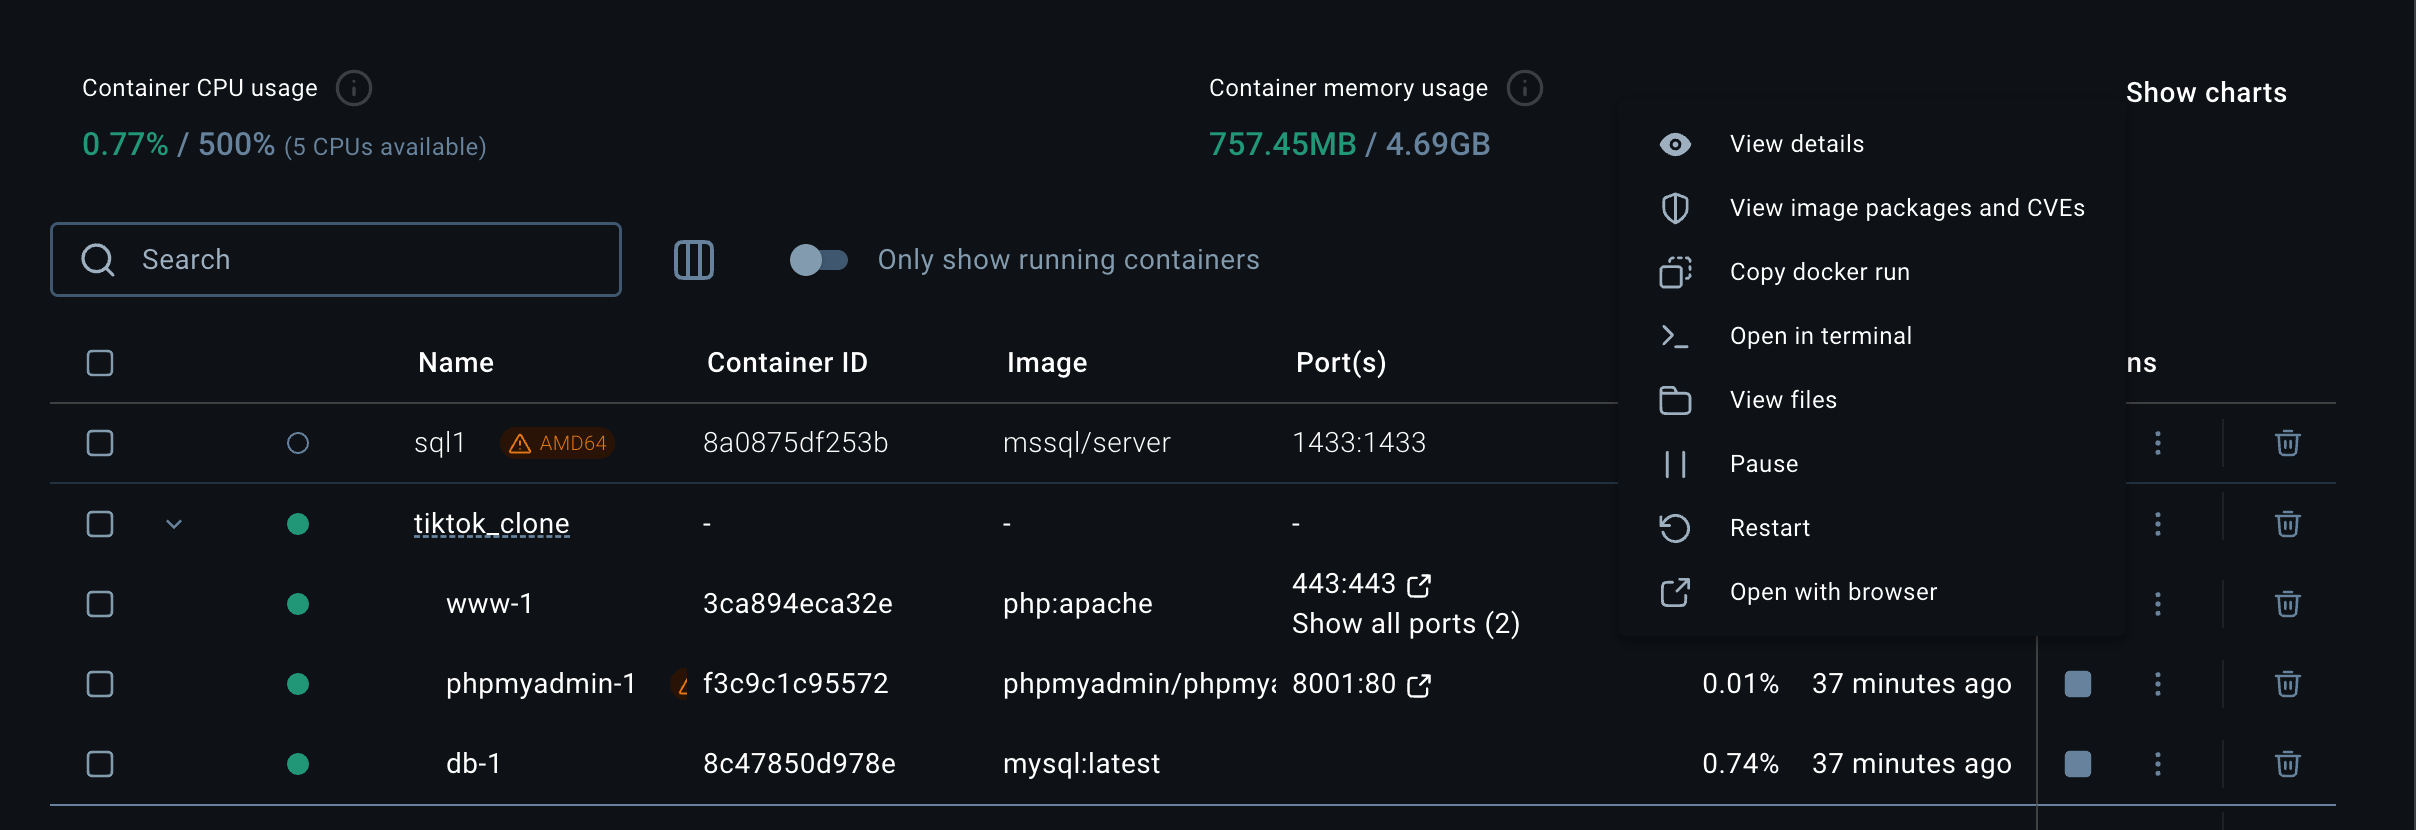 Container CPU usage
0.77% / 500% (5 CPUs available)
Container memory usage
757.45MB / 4.69GB
Show charts
Search
Only show running containers
View details
View image packages and CVEs
Copy docker run
Open in terminal
View files
Pause
Restart
Open with browser
Name Container ID Image Port(s) ns
sql1 AMD64 8a0875df253b mssql/server 1433:1433
tiktok_clone - - -
www-1 3ca894eca32e php:apache 443:443
Show all ports (2)
phpmyadmin-1 f3c9c1c95572 phpmyadmin/phpmya 8001:80 0.01% 37 minutes ago
db-1 8c47850d978e mysql:latest 0.74% 37 minutes ago